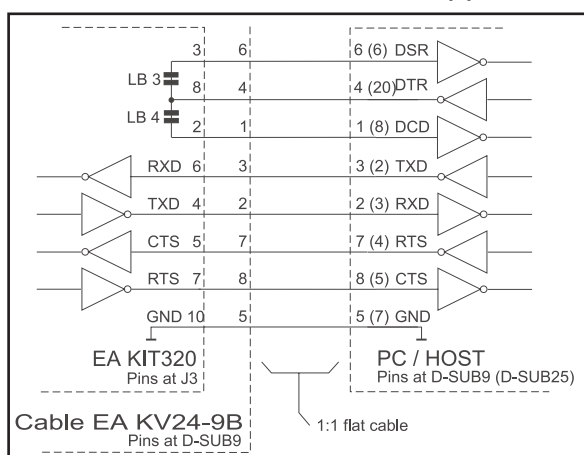 3 6 6 (6) DSR
LB 3
8 4 4 (20) DTR
LB 4
2 1 1 (8) DCD
RXD 6 3 3 (2) TXD
TXD 4 2 2 (3) RXD
CTS 5 7 7 (4) RTS
RTS 7 8 8 (5) CTS
GND 10 5 5 (7) GND
EA KIT320
Pins at J3
PC / HOST
Pins at D-SUB9 (D-SUB25)
Cable EA KV24-9B
Pins at D-SUB9
1:1 flat cable